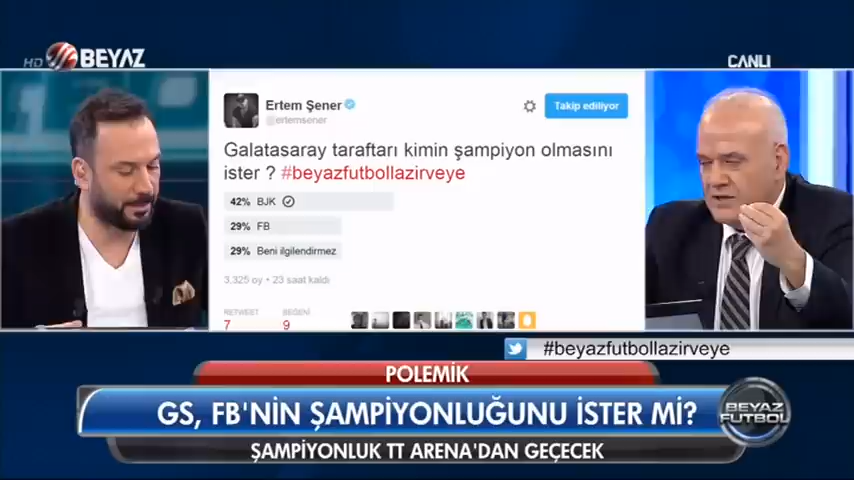 HD BEYAZ
CANLI
Ertem Şener
@ertemsener
Takip ediliyor
Galatasaray taraftarı kimin şampiyon olmasını
ister ? #beyazfutbollazirveye
42% BJK
29% FB
29% Beni ilgilendirmez
3,325 oy • 23 saat kaldı
RETWEET BEĞENİ
7 9
#beyazfutbollazirveye
POLEMİK
GS, FB'NİN ŞAMPİYONLUĞUNU İSTER Mİ?
BEYAZ
FUTBOL
ŞAMPİYONLUK TT ARENA'DAN GEÇECEK